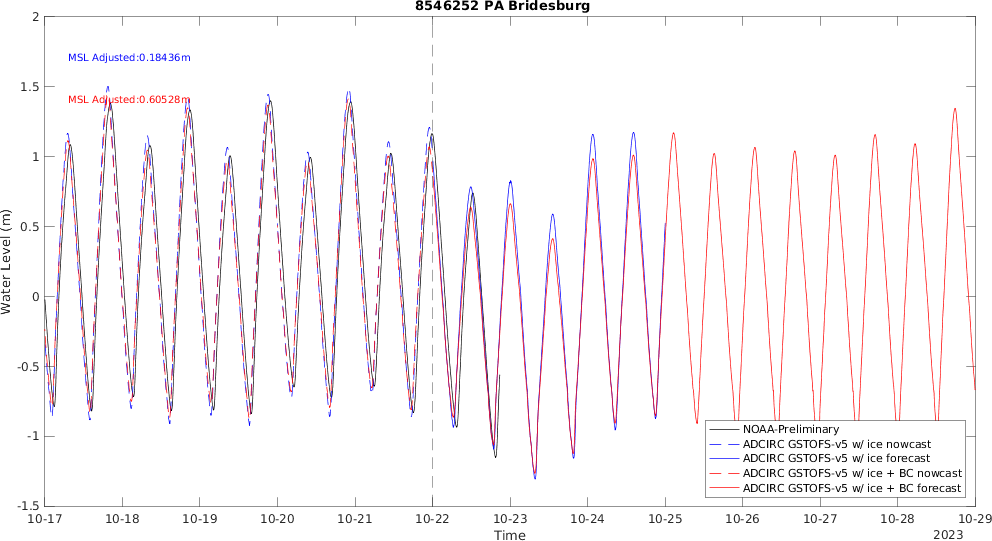 8546252 PA Bridesburg
MSL Adjusted:0.18436m
MSL Adjusted:0.60528m
Water Level (m)
2
1.5
1
0.5
0
-0.5
-1
-1.5
NOAA-Preliminary
ADCIRC GSTOFS-v5 w/ ice nowcast
ADCIRC GSTOFS-v5 w/ ice forecast
ADCIRC GSTOFS-v5 w/ ice + BC nowcast
ADCIRC GSTOFS-v5 w/ ice + BC forecast
10-17 10-18 10-19 10-20 10-21 10-22 10-23 10-24 10-25 10-26 10-27 10-28 10-29
Time
2023